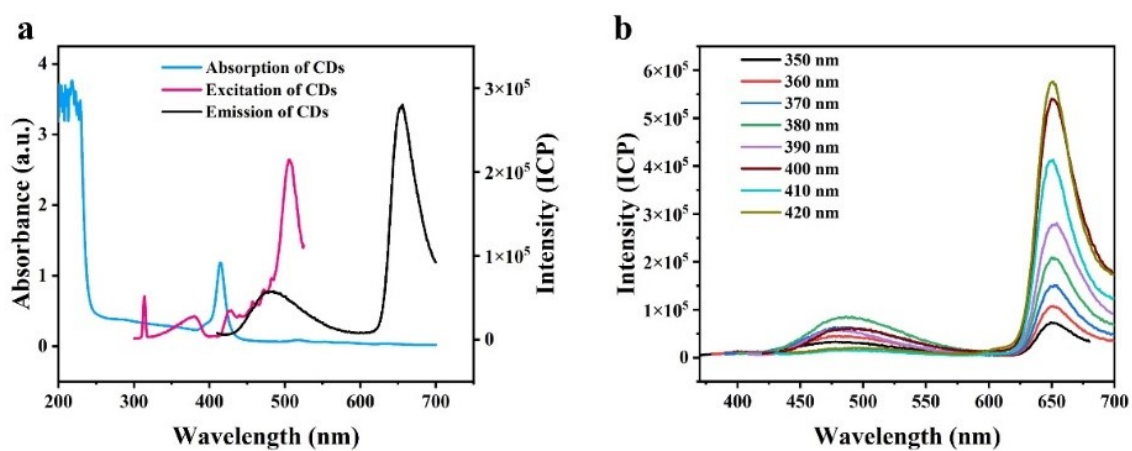 a
Absorption of CDs
Excitation of CDs
Emission of CDs
Absorbance (a.u.)
4
3
2
1
0
Intensity (ICP)
3×10⁵
2×10⁵
1×10⁵
0
200 300 400 500 600 700
Wavelength (nm)
b
350 nm
360 nm
370 nm
380 nm
390 nm
400 nm
410 nm
420 nm
Intensity (ICP)
6×10⁵
5×10⁵
4×10⁵
3×10⁵
2×10⁵
1×10⁵
0
400 450 500 550 600 650 700
Wavelength (nm)